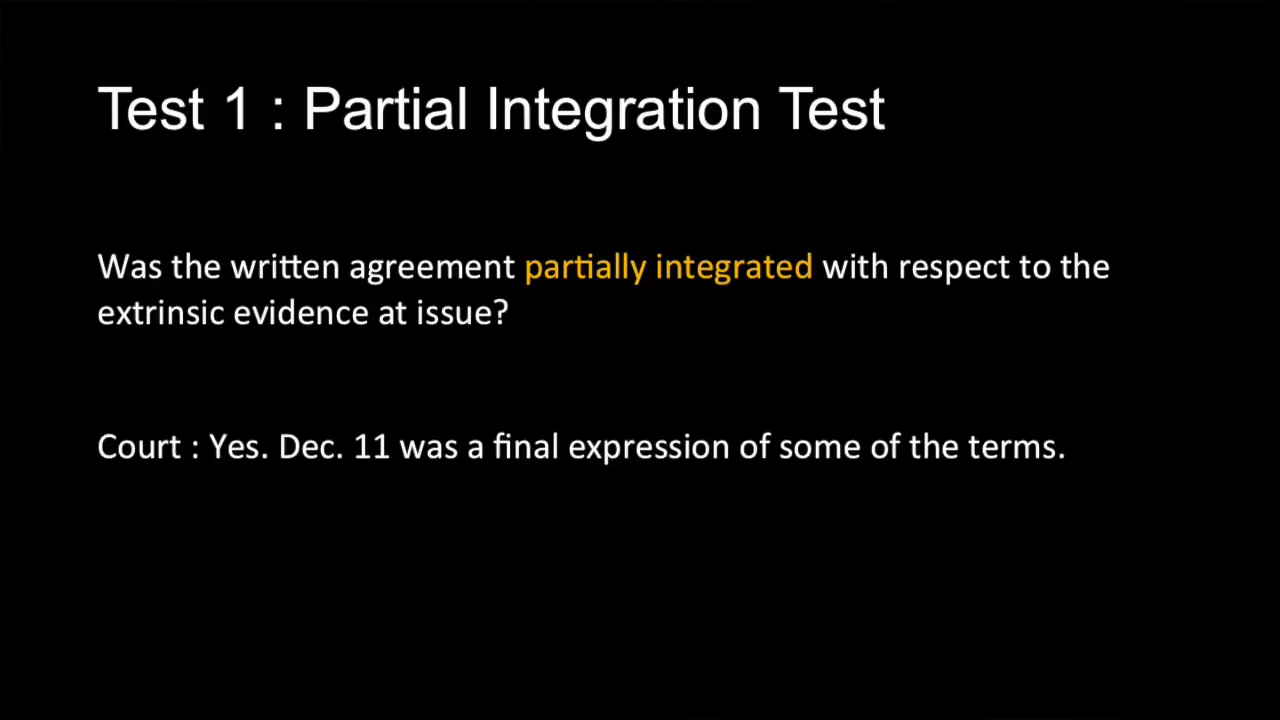 Test 1 : Partial Integration Test
Was the written agreement partially integrated with respect to the
extrinsic evidence at issue?
Court : Yes. Dec. 11 was a final expression of some of the terms.